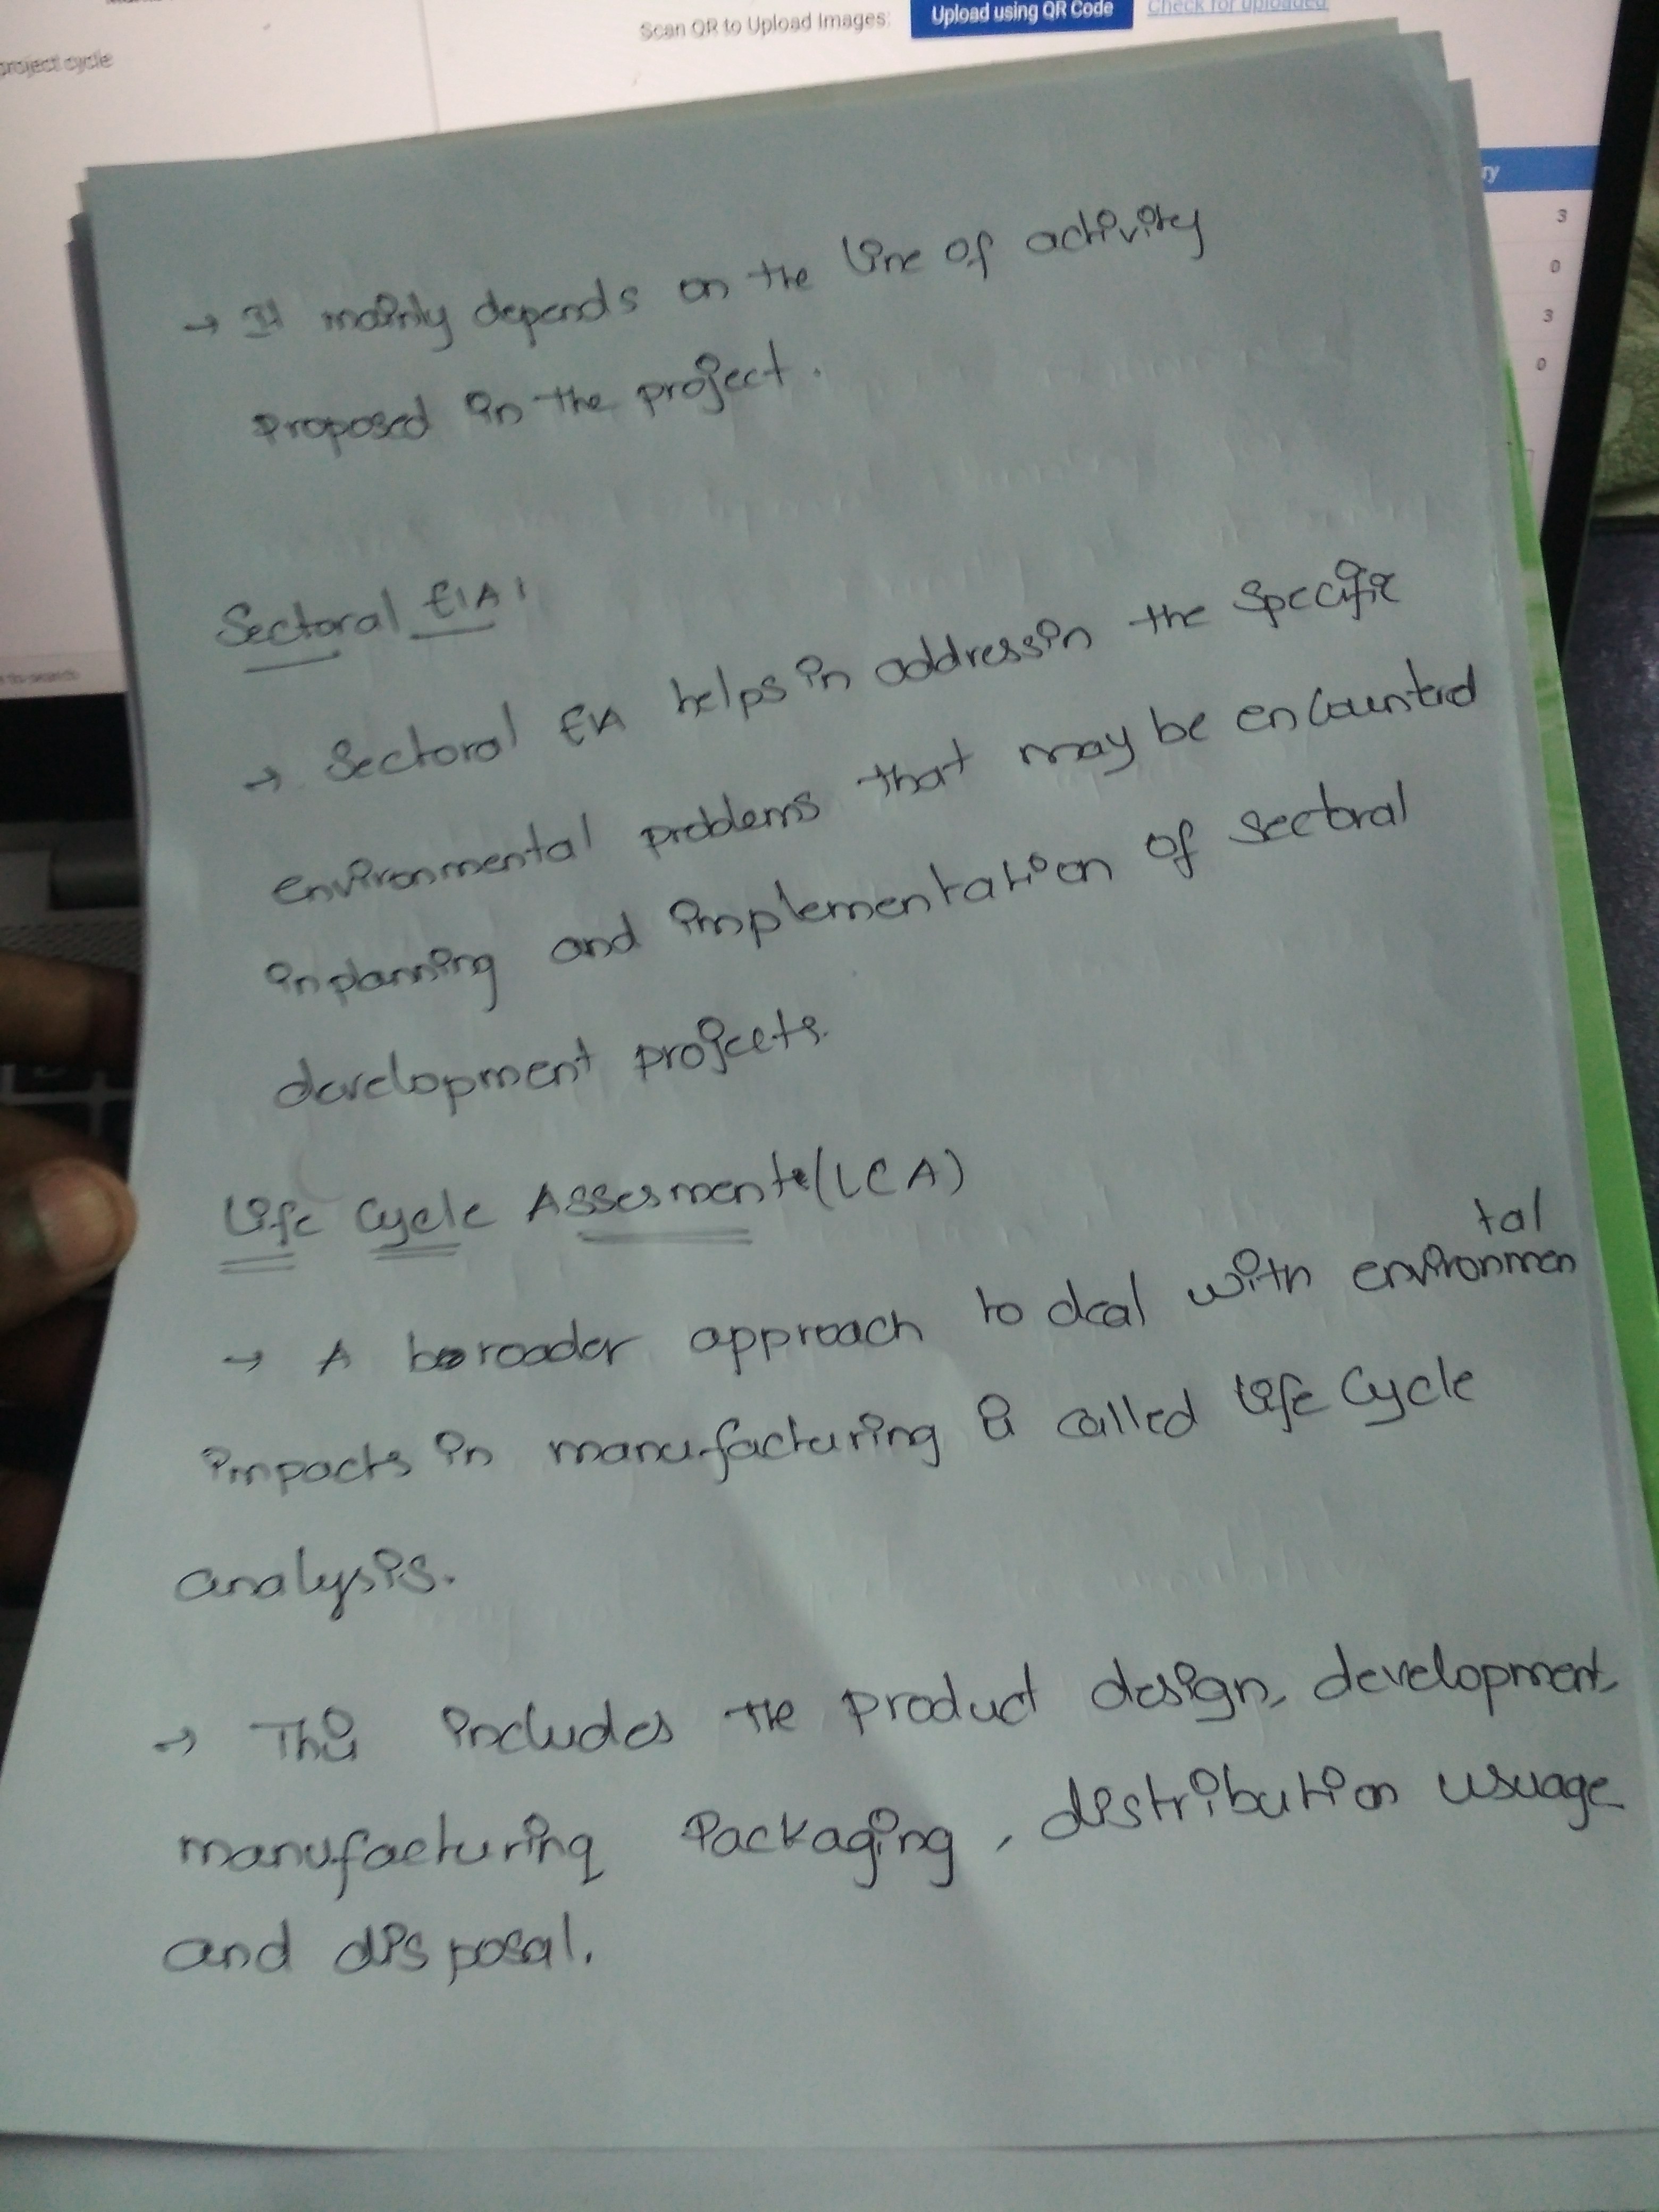 Scan QR to Upload Images:
Upload using QR Code
Check for uploaded
project cycle
ry
3
0
3
0
→ It mainly depends on the line of activity
proposed in the project.
Sectoral EIA:
→ Sectoral EIA helps in addressin the specific
environmental problems that may be encounterd
in planning and implementation of sectoral
development projects.
Life Cycle Assesment (LCA)
→ A broader approach to deal with environmental
impacts in manufacturing is called life Cycle
analysis.
→ This includes the product design, development,
manufacturing Packaging, distribution usuage
and disposal.